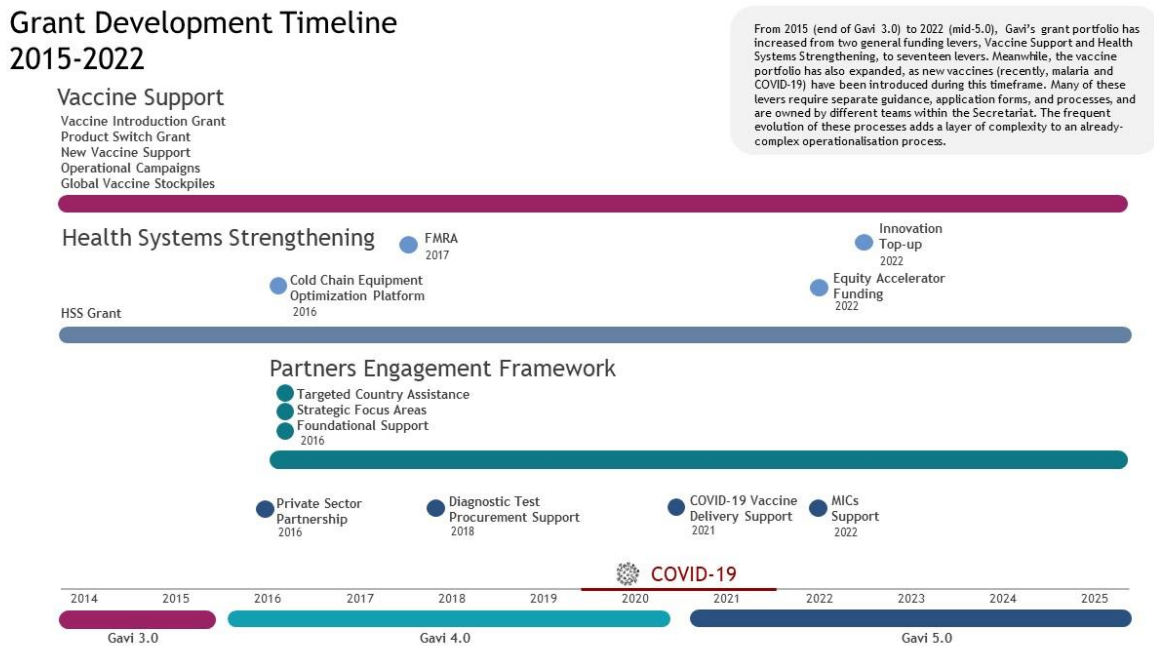 Grant Development Timeline
2015-2022
From 2015 (end of Gavi 3.0) to 2022 (mid-5.0), Gavi's grant portfolio has
increased from two general funding levers, Vaccine Support and Health
Systems Strengthening, to seventeen levers. Meanwhile, the vaccine
portfolio has also expanded, as new vaccines (recently, malaria and
COVID-19) have been introduced during this timeframe. Many of these
levers require separate guidance, application forms, and processes, and
are owned by different teams within the Secretariat. The frequent
evolution of these processes adds a layer of complexity to an already-
complex operationalisation process.
Vaccine Support
Vaccine Introduction Grant
Product Switch Grant
New Vaccine Support
Operational Campaigns
Global Vaccine Stockpiles
Health Systems Strengthening
FMRA
2017
Innovation
Top-up
2022
Cold Chain Equipment
Optimization Platform
2016
Equity Accelerator
Funding
2022
HSS Grant
Partners Engagement Framework
Targeted Country Assistance
Strategic Focus Areas
Foundational Support
2016
Private Sector
Partnership
2016
Diagnostic Test
Procurement Support
2018
COVID-19 Vaccine
Delivery Support
2021
MICs
Support
2022
COVID-19
2014 2015 2016 2017 2018 2019 2020 2021 2022 2023 2024 2025
Gavi 3.0 Gavi 4.0 Gavi 5.0